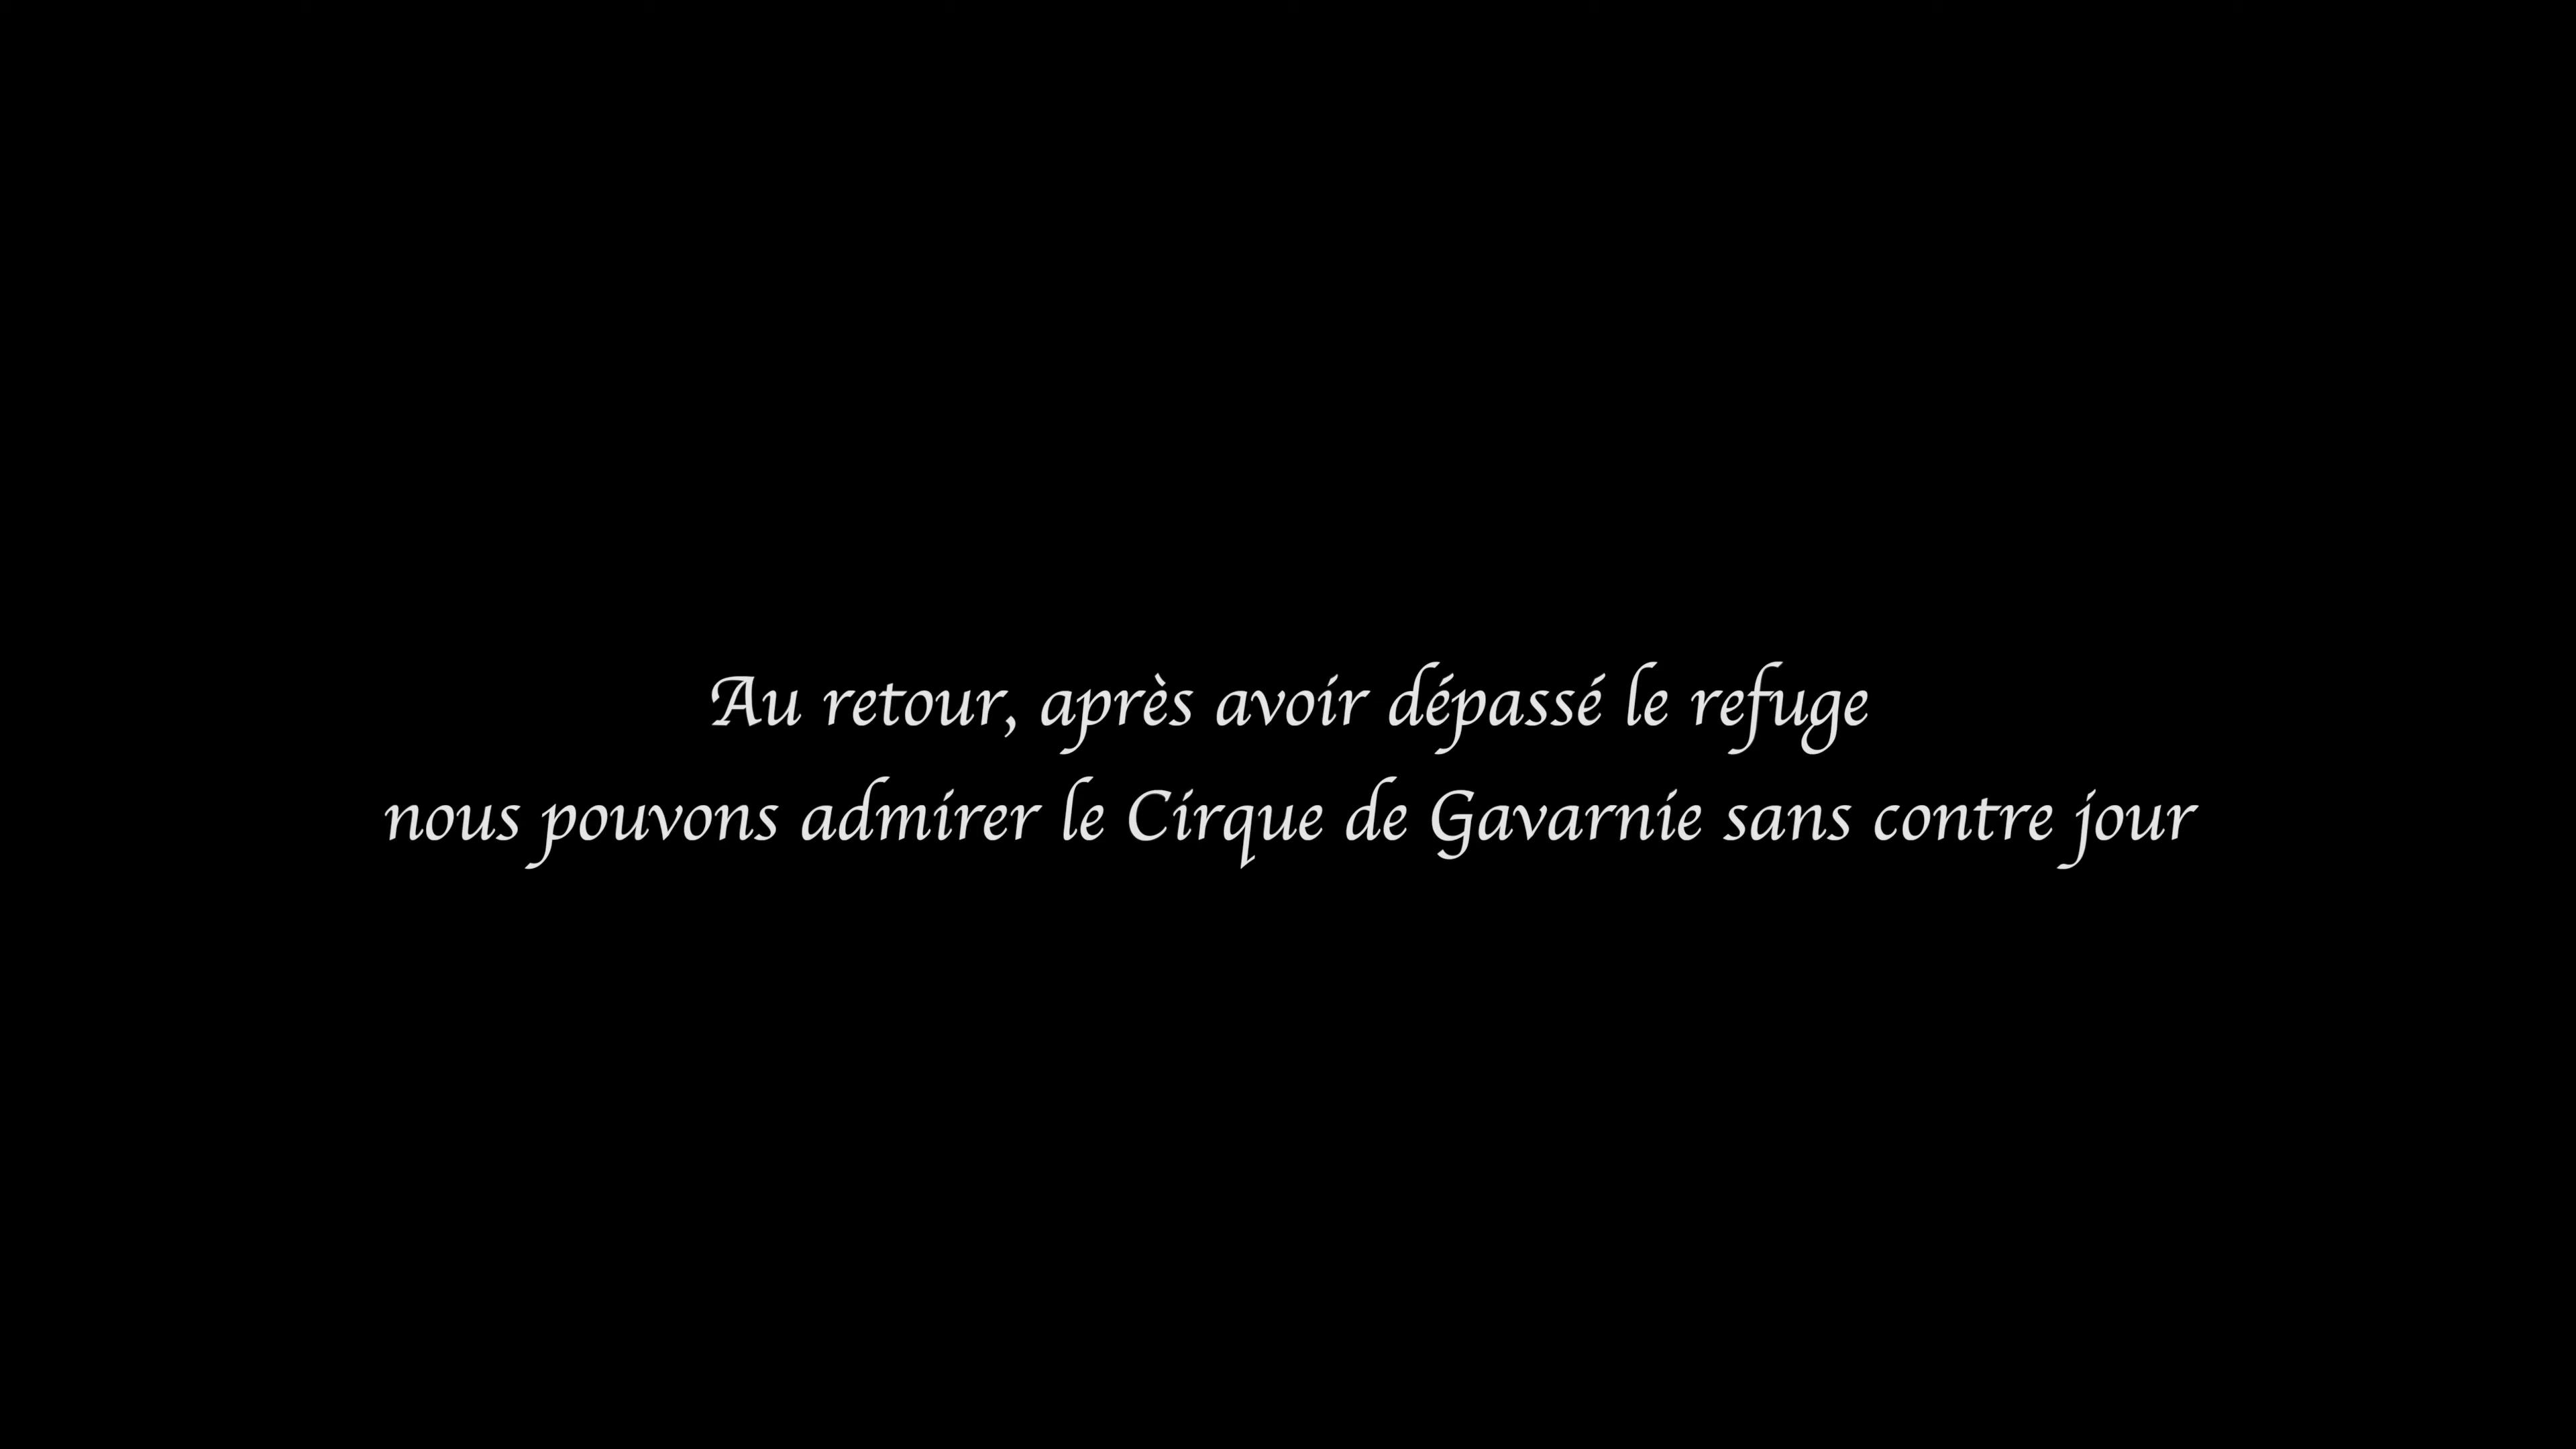 Au retour, après avoir dépassé le refuge
nous pouvons admirer le Cirque de Gavarnie sans contre jour